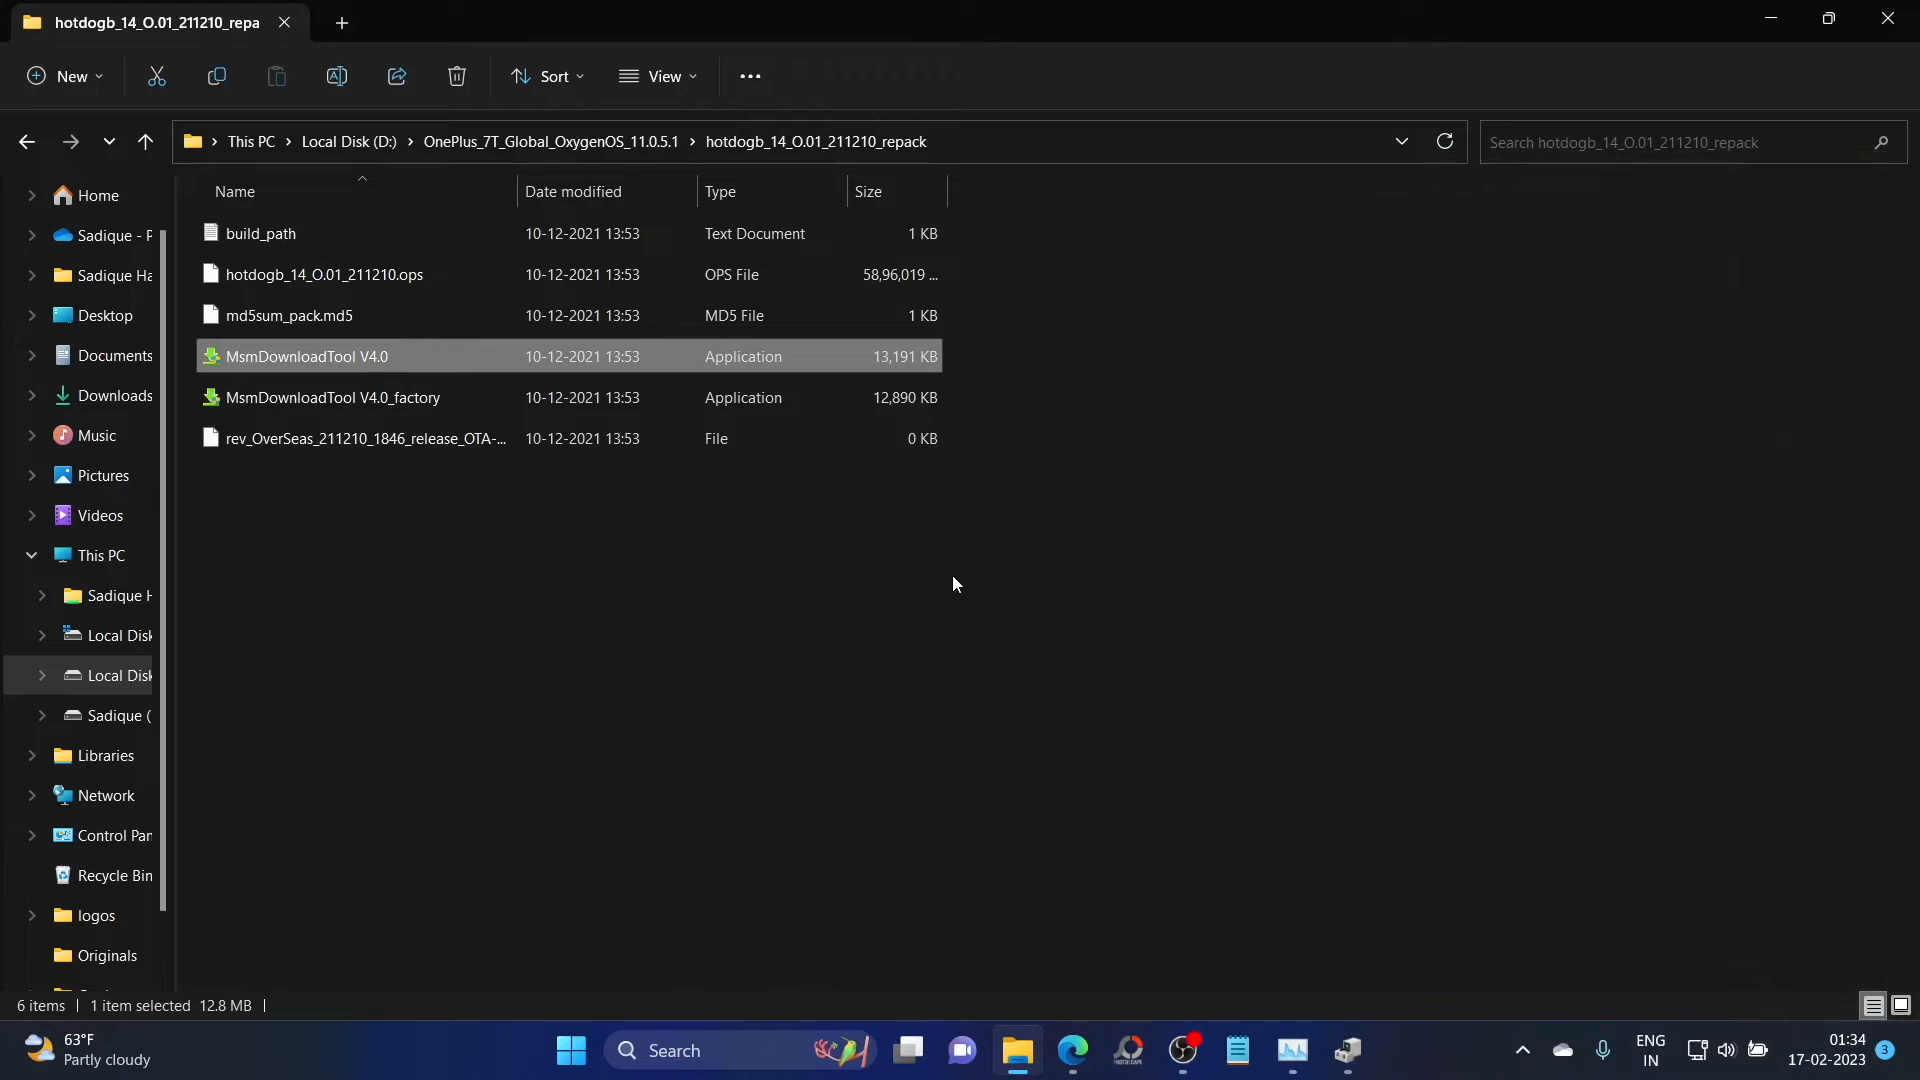 hotdogb_14_O.01_211210_repa
New
Sort
View
This PC
Local Disk (D:)
OnePlus_7T_Global_OxygenOS_11.0.5.1
hotdogb_14_O.01_211210_repack
Search hotdogb_14_O.01_211210_repack
Name
Date modified
Type
Size
build_path
10-12-2021 13:53
Text Document
1 KB
hotdogb_14_O.01_211210.ops
10-12-2021 13:53
OPS File
58,96,019 ...
md5sum_pack.md5
10-12-2021 13:53
MD5 File
1 KB
MsmDownloadTool V4.0
10-12-2021 13:53
Application
13,191 KB
MsmDownloadTool V4.0_factory
10-12-2021 13:53
Application
12,890 KB
rev_OverSeas_211210_1846_release_OTA-...
10-12-2021 13:53
File
0 KB
Home
Sadique - P
Sadique Ha
Desktop
Documents
Downloads
Music
Pictures
Videos
This PC
Sadique H
Local Disk
Local Disk
Sadique (
Libraries
Network
Control Pan
Recycle Bin
logos
Originals
6 items
1 item selected 12.8 MB
63°F
Partly cloudy
Search
ENG
IN
01:34
17-02-2023
3